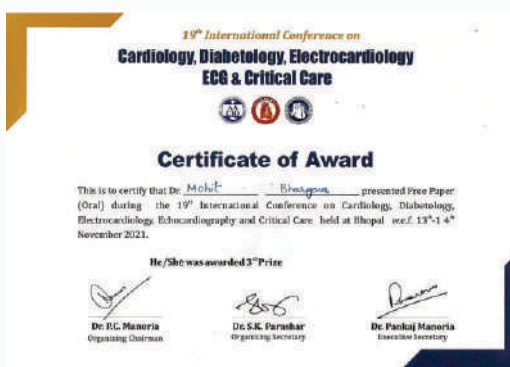 19th International Conference on
Cardiology, Diabetology, Electrocardiology
ECG & Critical Care
Certificate of Award
This is to certify that Dr. Mohit Bhargava presented Free Paper
(Oral) during the 19th International Conference on Cardiology, Diabetology,
Electrocardiology, Echocardiography and Critical Care held at Bhopal w.e.f. 13th-14th
November 2021.
He/She was awarded 3rd Prize
Dr. P.C. Manoria
Organizing Chairman
Dr. S.K. Parashar
Organizing Secretary
Dr. Pankaj Manoria
Executive Secretary